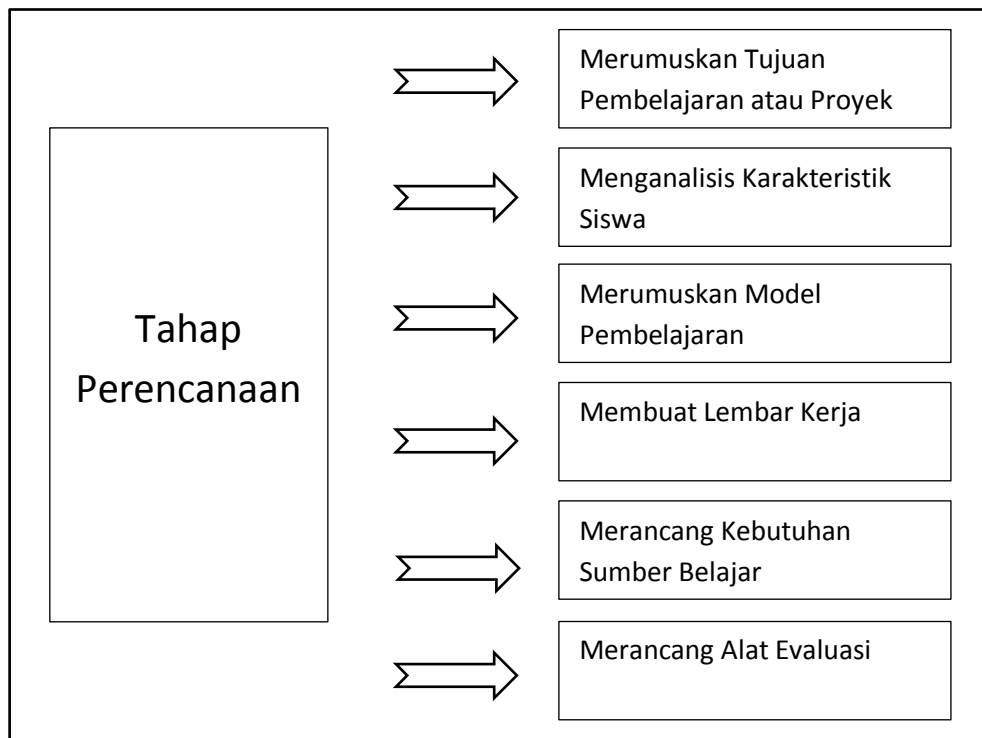 Tahap
Perencanaan
Merumuskan Tujuan
Pembelajaran atau Proyek
Menganalisis Karakteristik
Siswa
Merumuskan Model
Pembelajaran
Membuat Lembar Kerja
Merancang Kebutuhan
Sumber Belajar
Merancang Alat Evaluasi